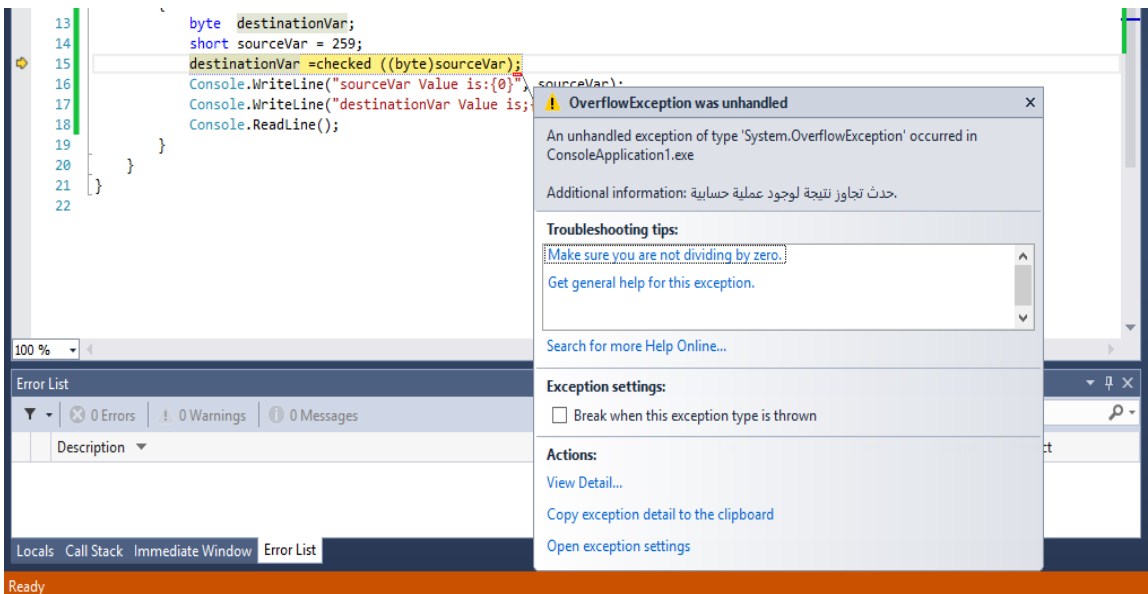 {
13 byte destinationVar;
14 short sourceVar = 259;
15 destinationVar =checked ((byte)sourceVar);
16 Console.WriteLine("sourceVar Value is:{0}", sourceVar);
17 Console.WriteLine("destinationVar Value is;
18 Console.ReadLine();
19 }
20 }
21 }
22
OverflowException was unhandled
An unhandled exception of type 'System.OverflowException' occurred in
ConsoleApplication1.exe
Additional information: حدث تجاوز نتيجة لوجود عملية حسابية.
Troubleshooting tips:
Make sure you are not dividing by zero.
Get general help for this exception.
Search for more Help Online...
Exception settings:
Break when this exception type is thrown
Actions:
View Detail...
Copy exception detail to the clipboard
Open exception settings
100 %
Error List
0 Errors 0 Warnings 0 Messages
Description
Locals Call Stack Immediate Window Error List
Ready